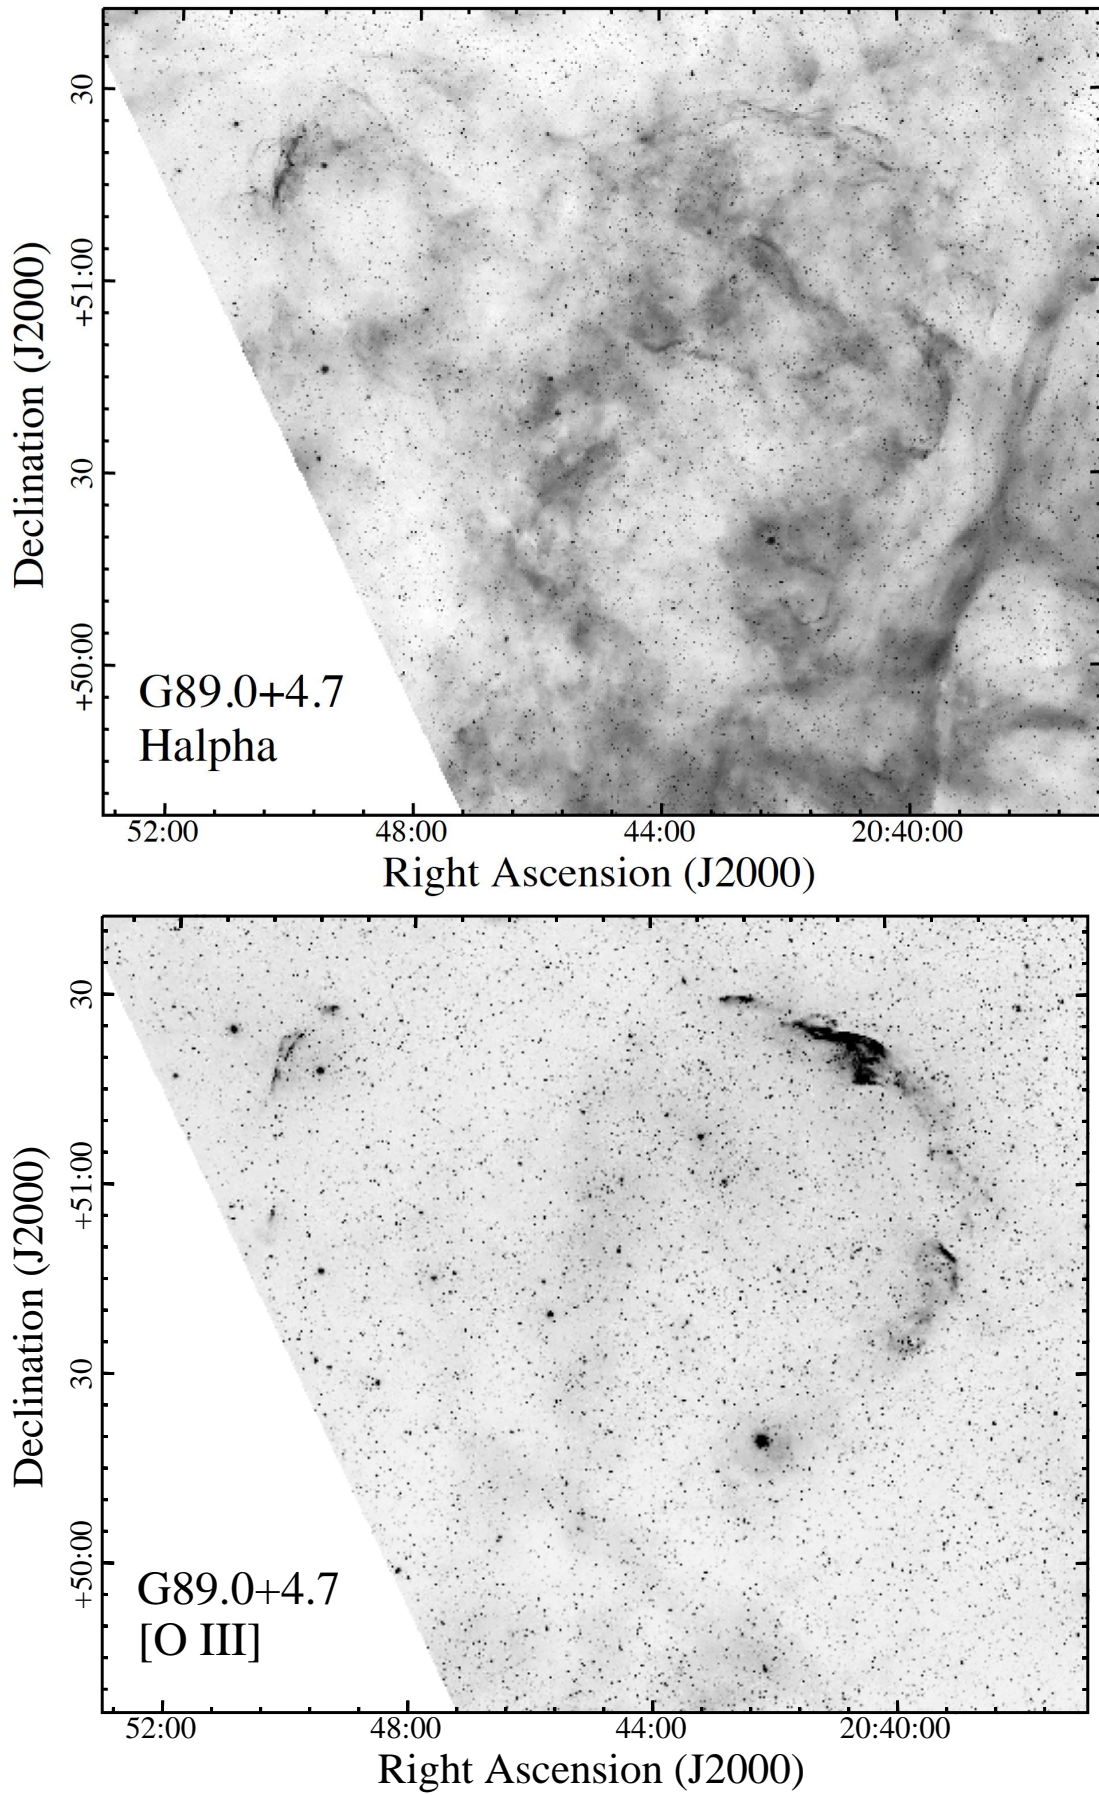 30
+51:00
30
+50:00
Declination (J2000)
G89.0+4.7
Halpha
52:00 48:00 44:00 20:40:00
Right Ascension (J2000)
30
+51:00
30
+50:00
Declination (J2000)
G89.0+4.7
[O III]
52:00 48:00 44:00 20:40:00
Right Ascension (J2000)